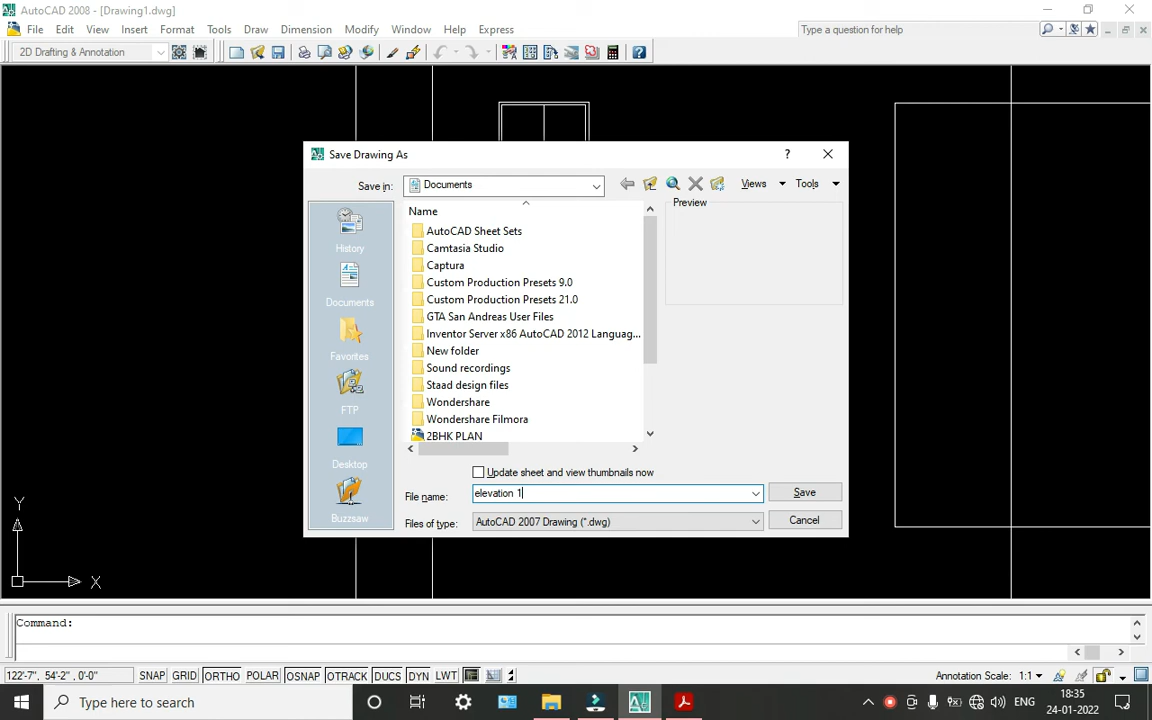 AutoCAD 2008 - [Drawing1.dwg]
File Edit View Insert Format Tools Draw Dimension Modify Window Help Express
Type a question for help
2D Drafting & Annotation
Save Drawing As
?
Save in: Documents Views Tools
Name
Preview
History
Documents
Favorites
FTP
Desktop
Buzzsaw
AutoCAD Sheet Sets
Camtasia Studio
Captura
Custom Production Presets 9.0
Custom Production Presets 21.0
GTA San Andreas User Files
Inventor Server x86 AutoCAD 2012 Languag...
New folder
Sound recordings
Staad design files
Wondershare
Wondershare Filmora
2BHK PLAN
Update sheet and view thumbnails now
File name: elevation 1 Save
Files of type: AutoCAD 2007 Drawing (*.dwg) Cancel
Y
X
Command:
122'-7", 54'-2" , 0'-0" SNAP GRID ORTHO POLAR OSNAP OTRACK DUCS DYN LWT Annotation Scale: 1:1
Type here to search
ENG
18:35
24-01-2022